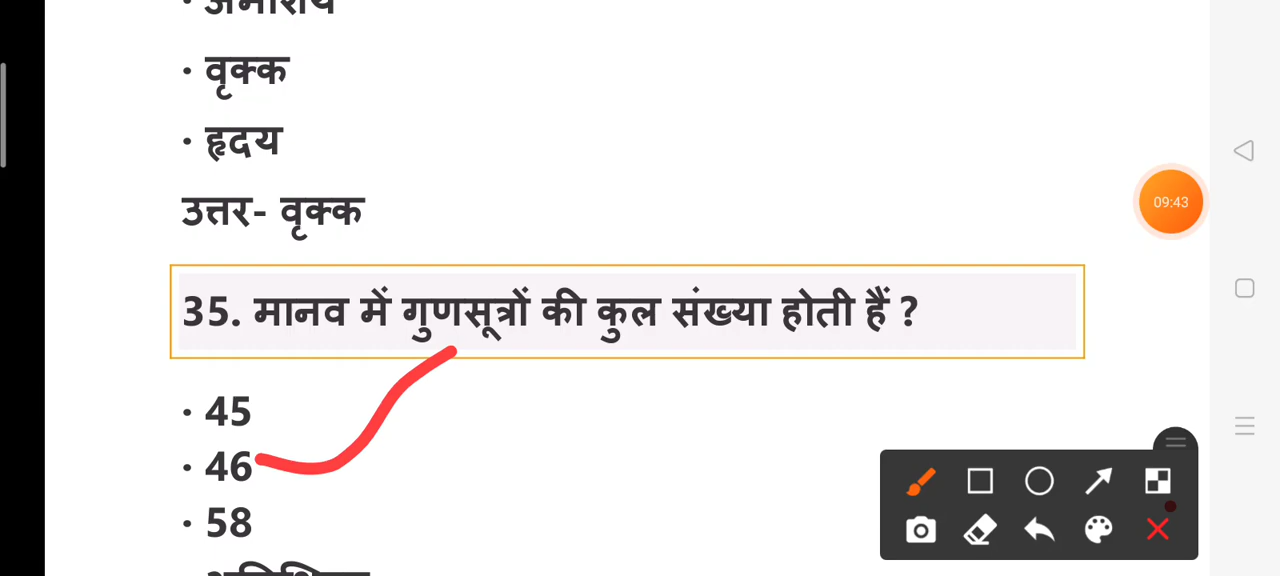 · वृक्क
· हृदय
उत्तर- वृक्क
09:43
35. मानव में गुणसूत्रों की कुल संख्या होती हैं ?
· 45
· 46
· 58